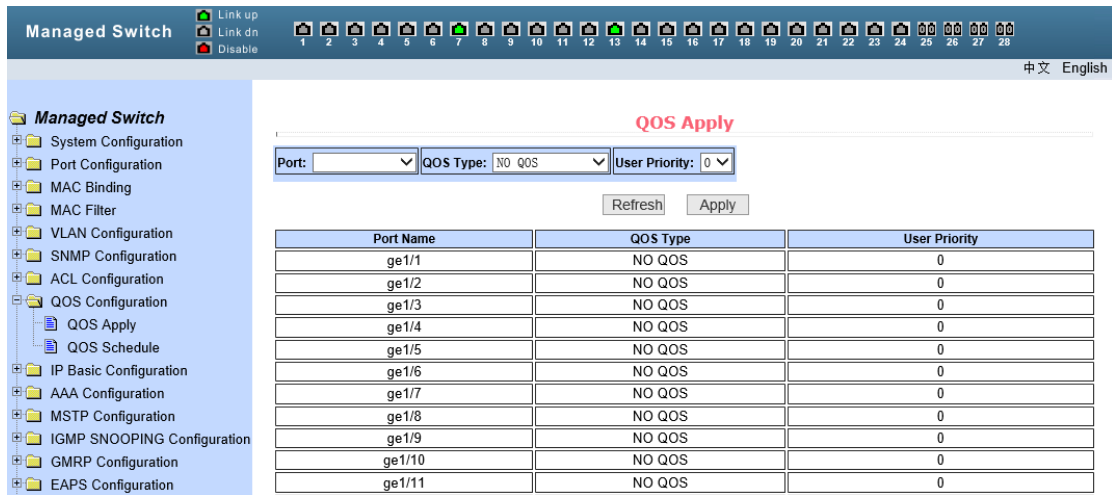 Managed Switch
Link up
Link dn
Disable
1 2 3 4 5 6 7 8 9 10 11 12 13 14 15 16 17 18 19 20 21 22 23 24 25 26 27 28
中文 English
Managed Switch
System Configuration
Port Configuration
MAC Binding
MAC Filter
VLAN Configuration
SNMP Configuration
ACL Configuration
QOS Configuration
QOS Apply
QOS Schedule
IP Basic Configuration
AAA Configuration
MSTP Configuration
IGMP SNOOPING Configuration
GMRP Configuration
EAPS Configuration
QOS Apply
Port: QOS Type: NO QOS User Priority: 0
Refresh Apply
Port Name QOS Type User Priority
ge1/1 NO QOS 0
ge1/2 NO QOS 0
ge1/3 NO QOS 0
ge1/4 NO QOS 0
ge1/5 NO QOS 0
ge1/6 NO QOS 0
ge1/7 NO QOS 0
ge1/8 NO QOS 0
ge1/9 NO QOS 0
ge1/10 NO QOS 0
ge1/11 NO QOS 0